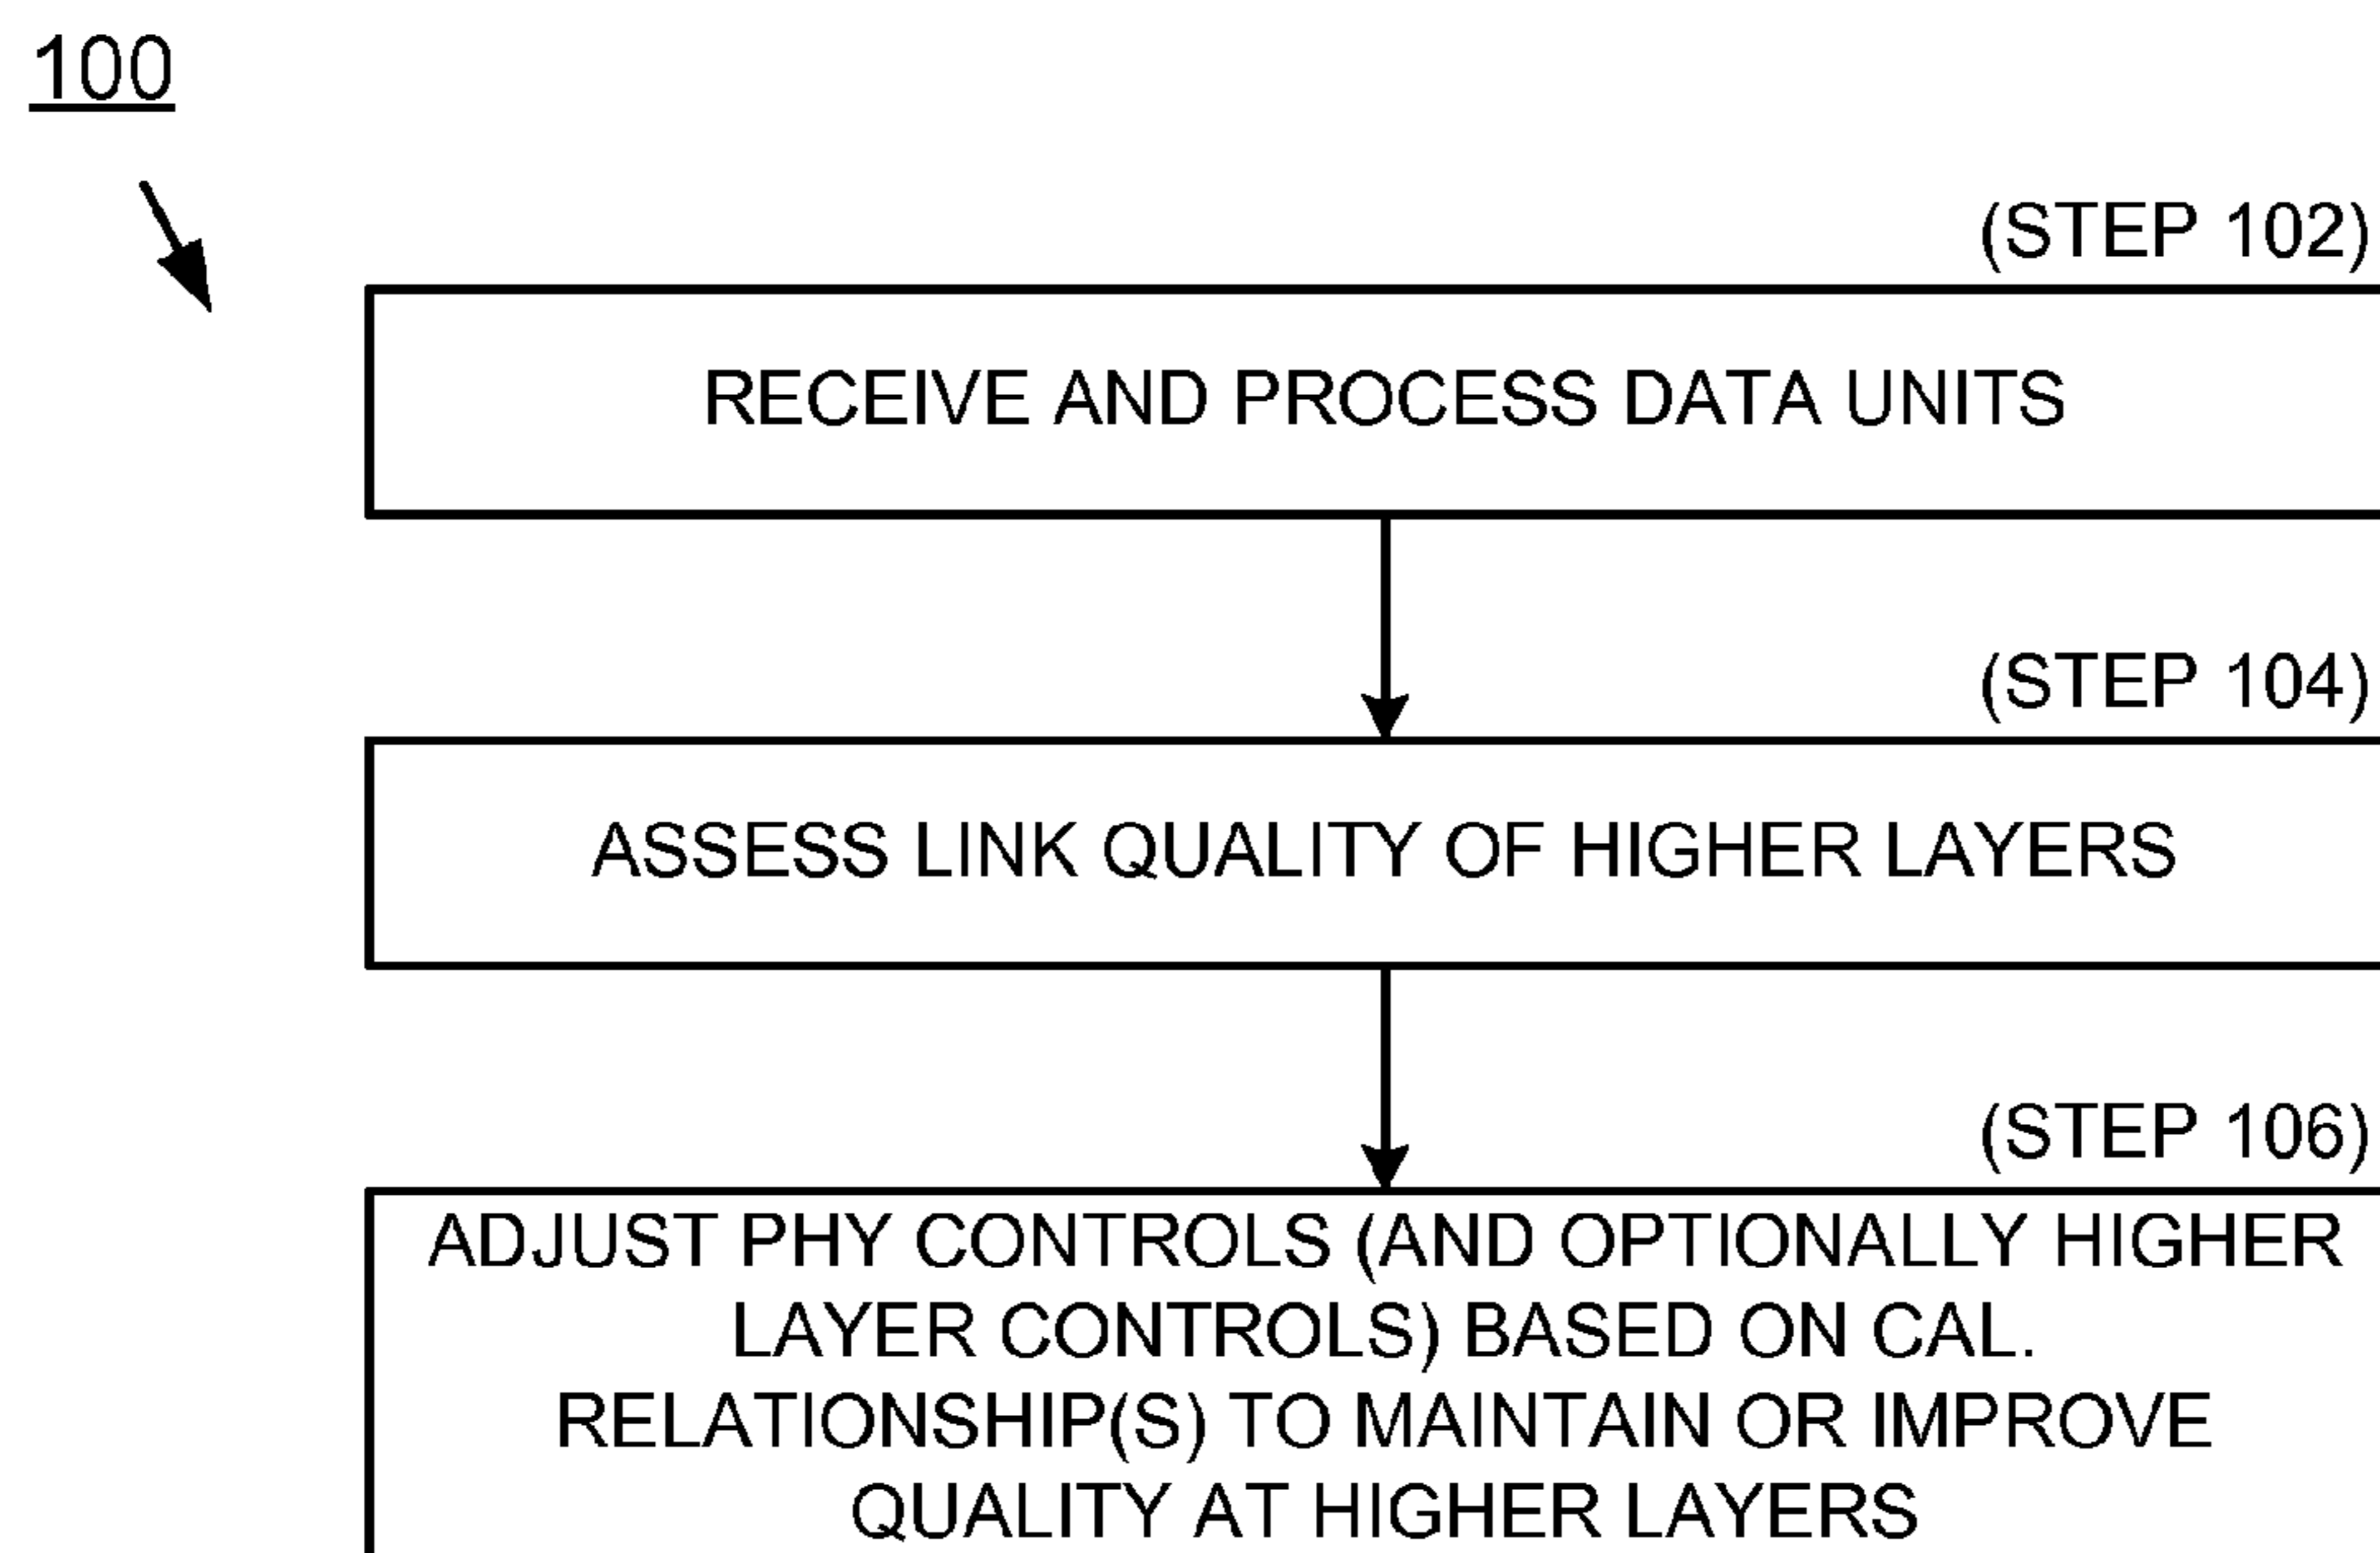 100
(STEP 102)
RECEIVE AND PROCESS DATA UNITS
(STEP 104)
ASSESS LINK QUALITY OF HIGHER LAYERS
(STEP 106)
ADJUST PHY CONTROLS (AND OPTIONALLY HIGHER
LAYER CONTROLS) BASED ON CAL.
RELATIONSHIP(S) TO MAINTAIN OR IMPROVE
QUALITY AT HIGHER LAYERS